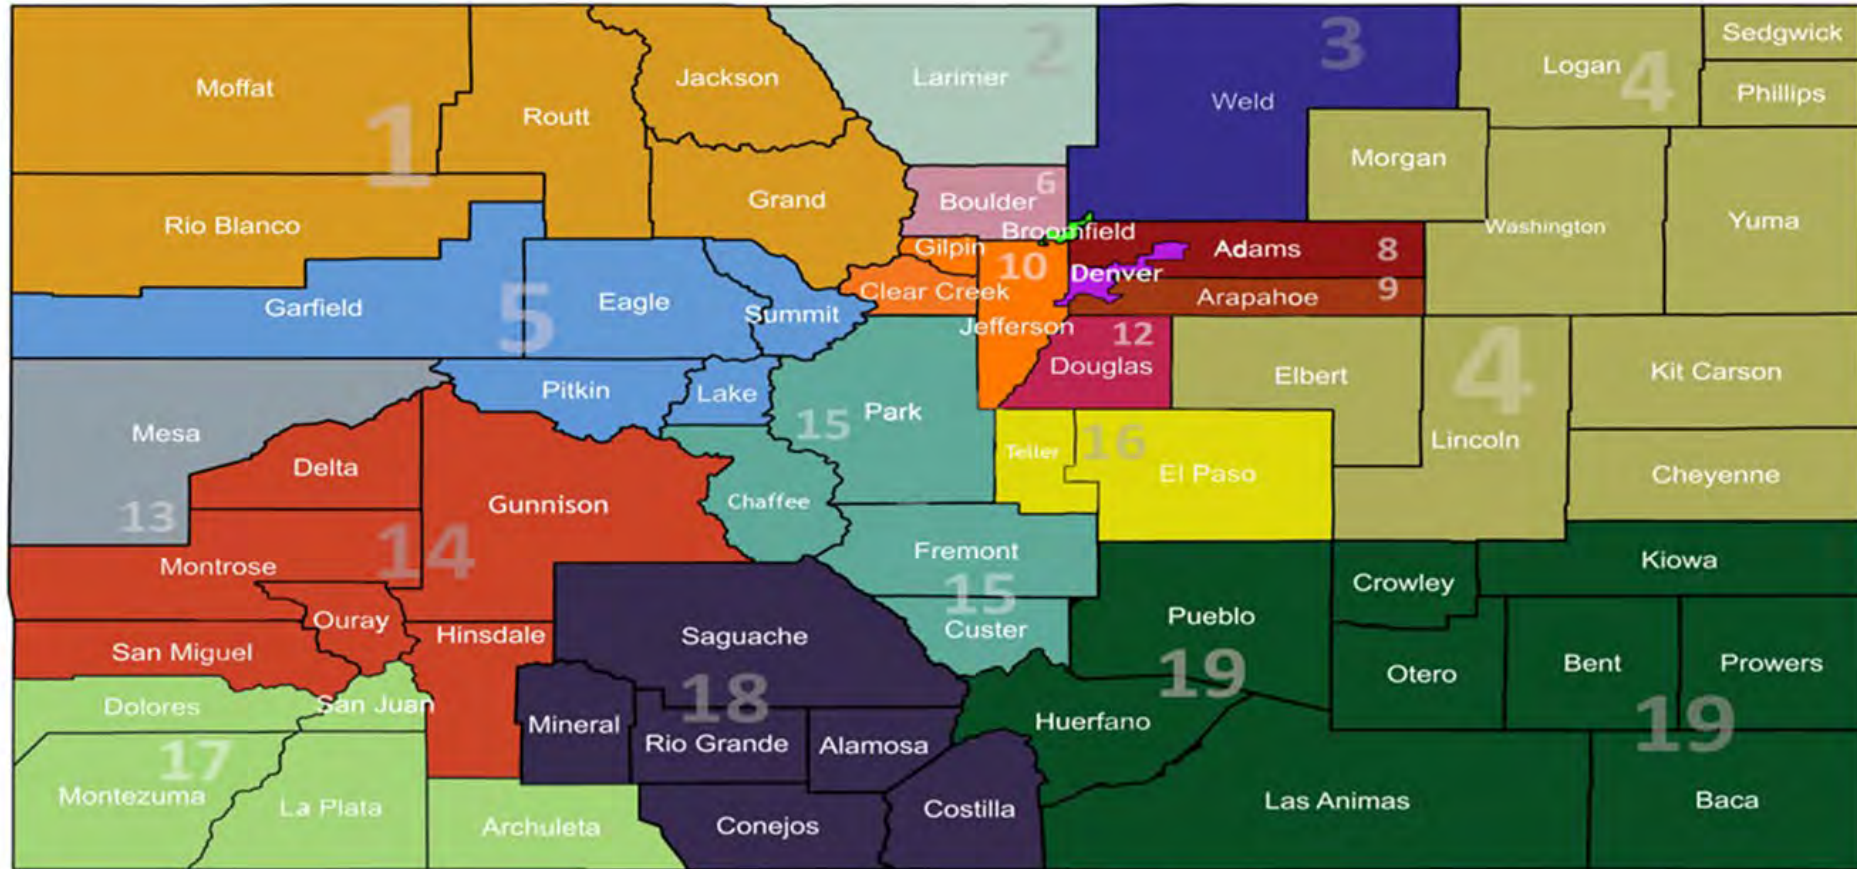 Moffat
1
Routt
Jackson
Larimer
2
Weld
3
Logan
4
Sedgwick
Phillips
Morgan
Rio Blanco
Grand
Boulder
6
Washington
Yuma
Broomfield
Gilpin
10
Adams
8
Denver
Clear Creek
Arapahoe
9
Garfield
5
Eagle
Summit
Jefferson
12
Douglas
Elbert
4
Kit Carson
Pitkin
Lake
Park
15
Mesa
13
Delta
Gunnison
Teller
16
El Paso
Lincoln
Cheyenne
Chaffee
Montrose
14
Fremont
15
Custer
Kiowa
Crowley
Pueblo
19
Ouray
Hinsdale
Saguache
San Miguel
Otero
Bent
Prowers
19
Dolores
San Juan
18
Mineral
Rio Grande
Alamosa
Huerfano
17
Montezuma
La Plata
Archuleta
Conejos
Costilla
Las Animas
Baca